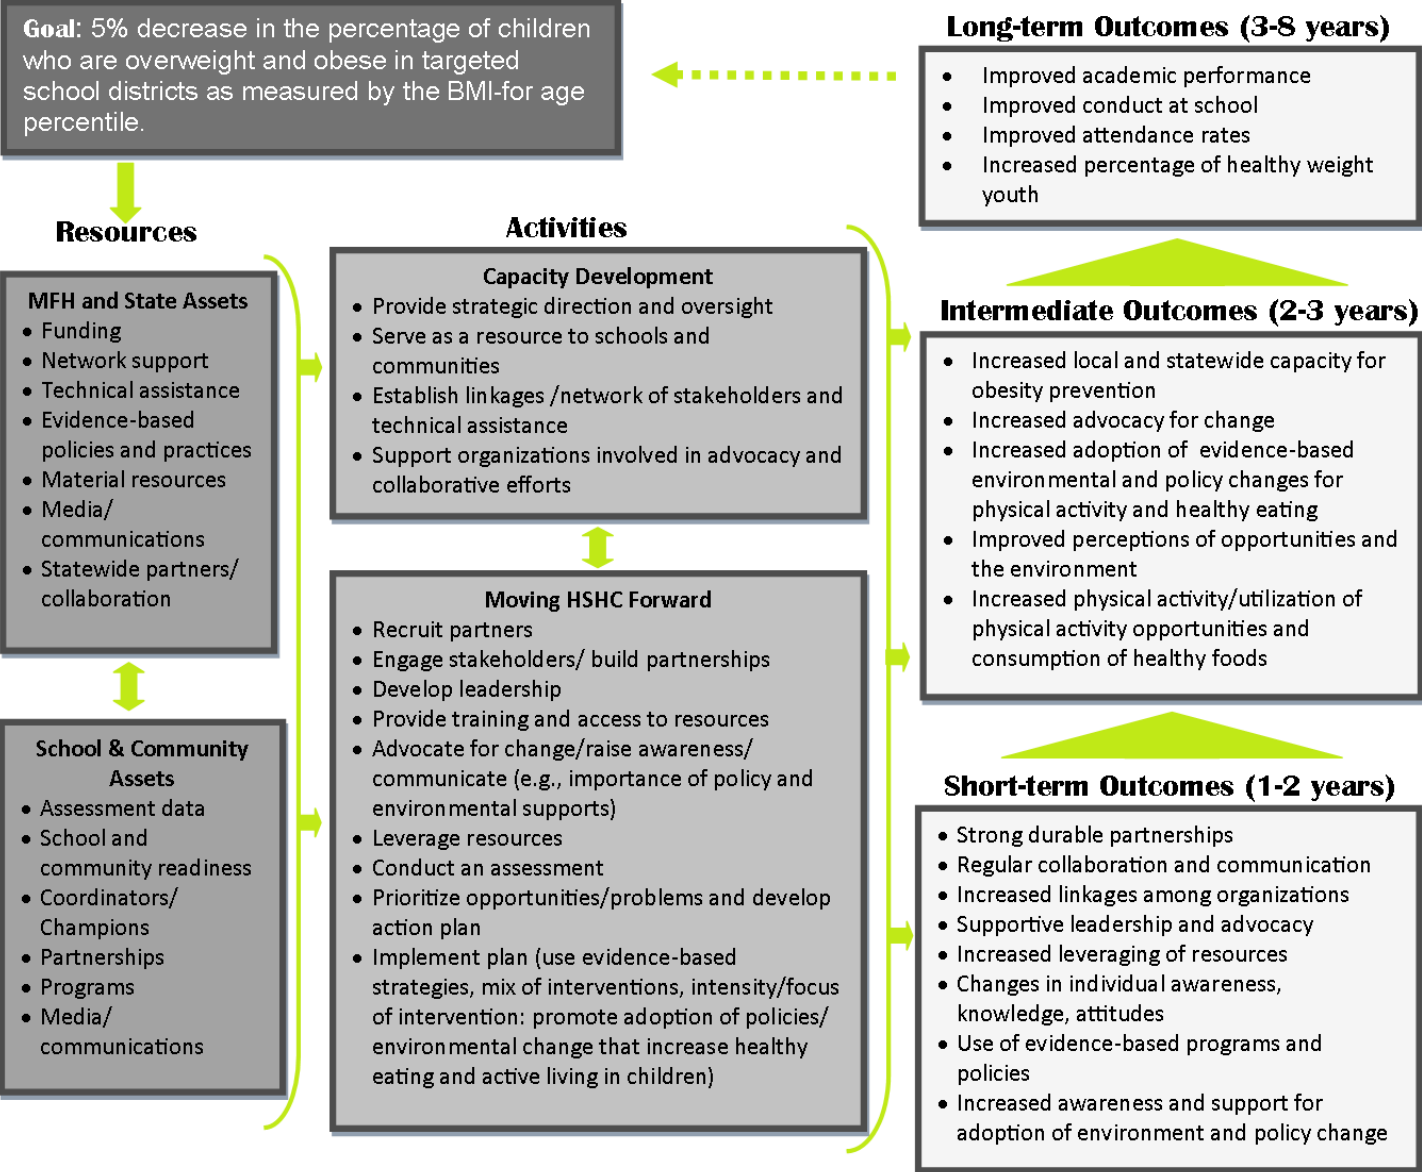 Goal: 5% decrease in the percentage of children
who are overweight and obese in targeted
school districts as measured by the BMI-for age
percentile.
Resources
MFH and State Assets
• Funding
• Network support
• Technical assistance
• Evidence-based
policies and practices
• Material resources
• Media/
communications
• Statewide partners/
collaboration
School & Community
Assets
• Assessment data
• School and
community readiness
• Coordinators/
Champions
• Partnerships
• Programs
• Media/
communications
Activities
Capacity Development
• Provide strategic direction and oversight
• Serve as a resource to schools and
communities
• Establish linkages /network of stakeholders and
technical assistance
• Support organizations involved in advocacy and
collaborative efforts
Moving HSHC Forward
• Recruit partners
• Engage stakeholders/ build partnerships
• Develop leadership
• Provide training and access to resources
• Advocate for change/raise awareness/
communicate (e.g., importance of policy and
environmental supports)
• Leverage resources
• Conduct an assessment
• Prioritize opportunities/problems and develop
action plan
• Implement plan (use evidence-based
strategies, mix of interventions, intensity/focus
of intervention: promote adoption of policies/
environmental change that increase healthy
eating and active living in children)
Long-term Outcomes (3-8 years)
• Improved academic performance
• Improved conduct at school
• Improved attendance rates
• Increased percentage of healthy weight
youth
Intermediate Outcomes (2-3 years)
• Increased local and statewide capacity for
obesity prevention
• Increased advocacy for change
• Increased adoption of evidence-based
environmental and policy changes for
physical activity and healthy eating
• Improved perceptions of opportunities and
the environment
• Increased physical activity/utilization of
physical activity opportunities and
consumption of healthy foods
Short-term Outcomes (1-2 years)
• Strong durable partnerships
• Regular collaboration and communication
• Increased linkages among organizations
• Supportive leadership and advocacy
• Increased leveraging of resources
• Changes in individual awareness,
knowledge, attitudes
• Use of evidence-based programs and
policies
• Increased awareness and support for
adoption of environment and policy change